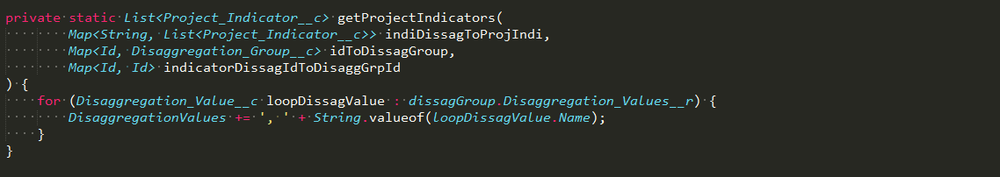 private static List<Project_Indicator__c> getProjectIndicators(
        Map<String, List<Project_Indicator__c>> indiDissagToProjIndi,
        Map<Id, Disaggregation_Group__c> idToDissagGroup,
        Map<Id, Id> indicatorDissagIdToDisaggGrpId
) {
    for (Disaggregation_Value__c loopDissagValue : dissagGroup.Disaggregation_Values__r) {
        DisaggregationValues += ', ' + String.valueof(loopDissagValue.Name);
    }
}